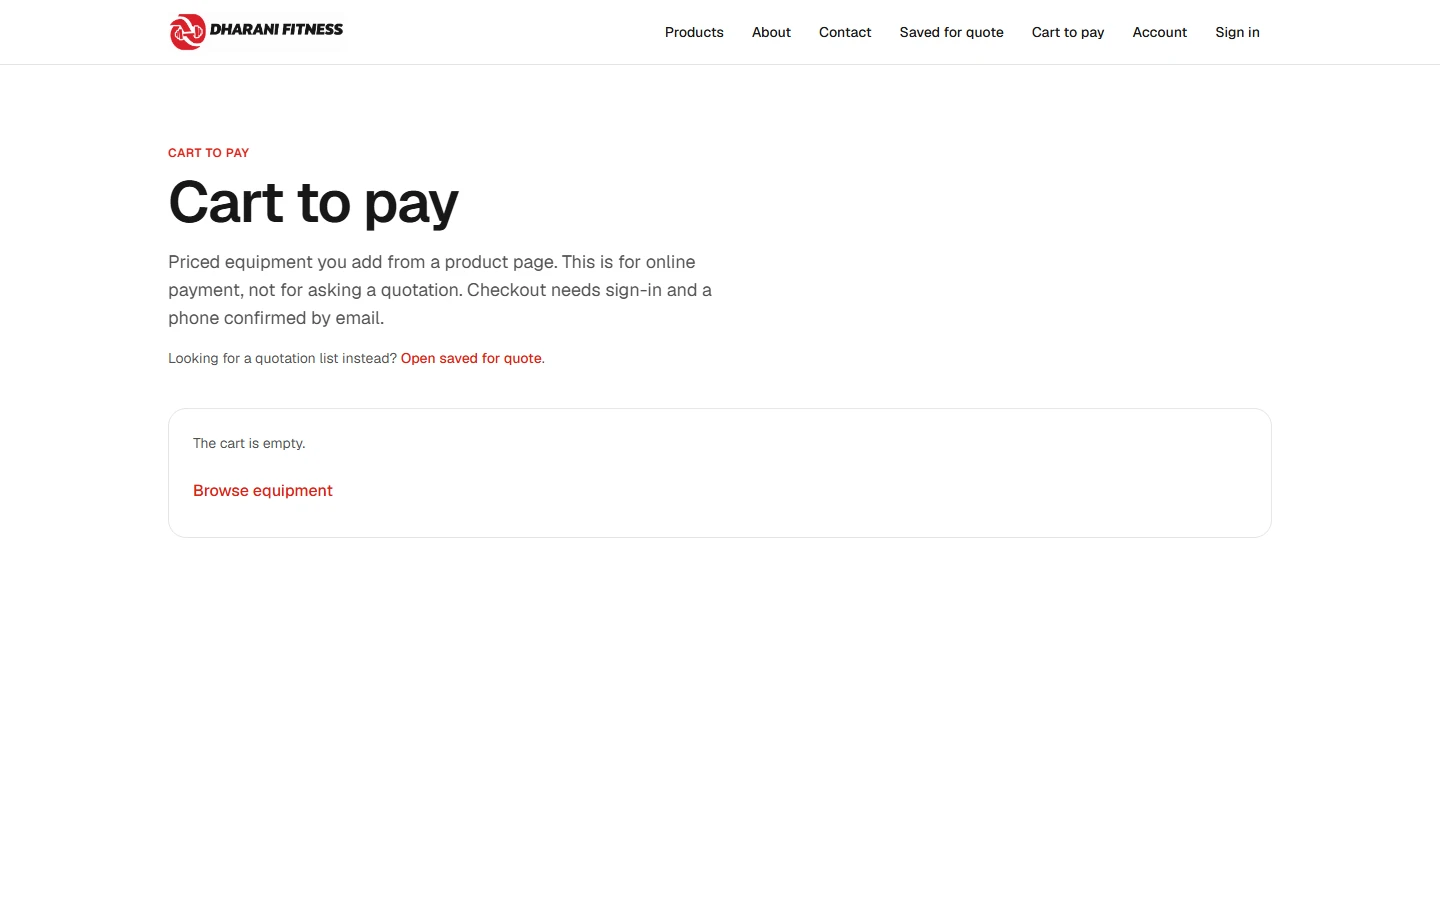 DHARANI FITNESS
Products
About
Contact
Saved for quote
Cart to pay
Account
Sign in
CART TO PAY
Cart to pay
Priced equipment you add from a product page. This is for online
payment, not for asking a quotation. Checkout needs sign-in and a
phone confirmed by email.
Looking for a quotation list instead? Open saved for quote.
The cart is empty.
Browse equipment